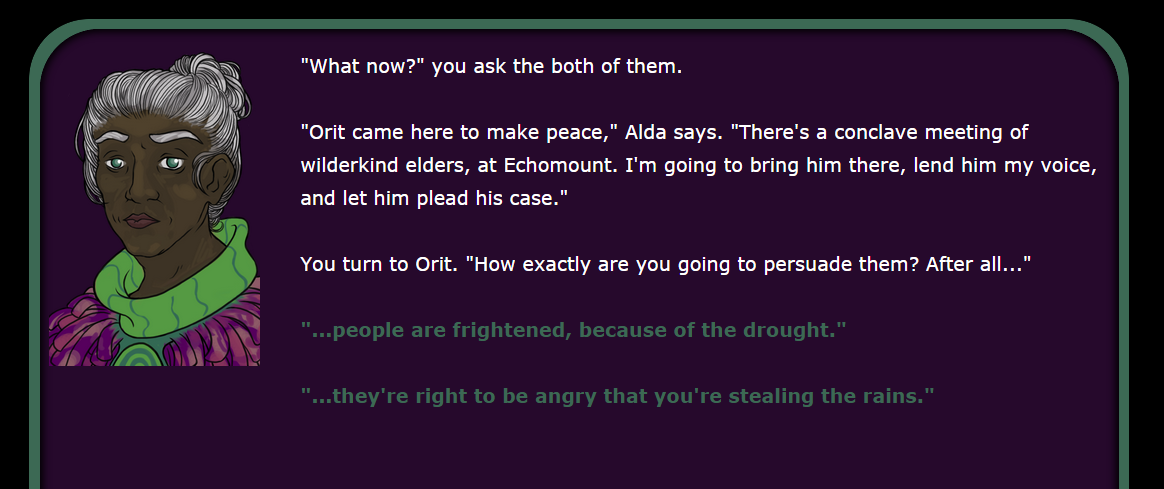 "What now?" you ask the both of them.
"Orit came here to make peace," Alda says. "There's a conclave meeting of
wilderkind elders, at Echomount. I'm going to bring him there, lend him my voice,
and let him plead his case."
You turn to Orit. "How exactly are you going to persuade them? After all..."
"...people are frightened, because of the drought."
"...they're right to be angry that you're stealing the rains."